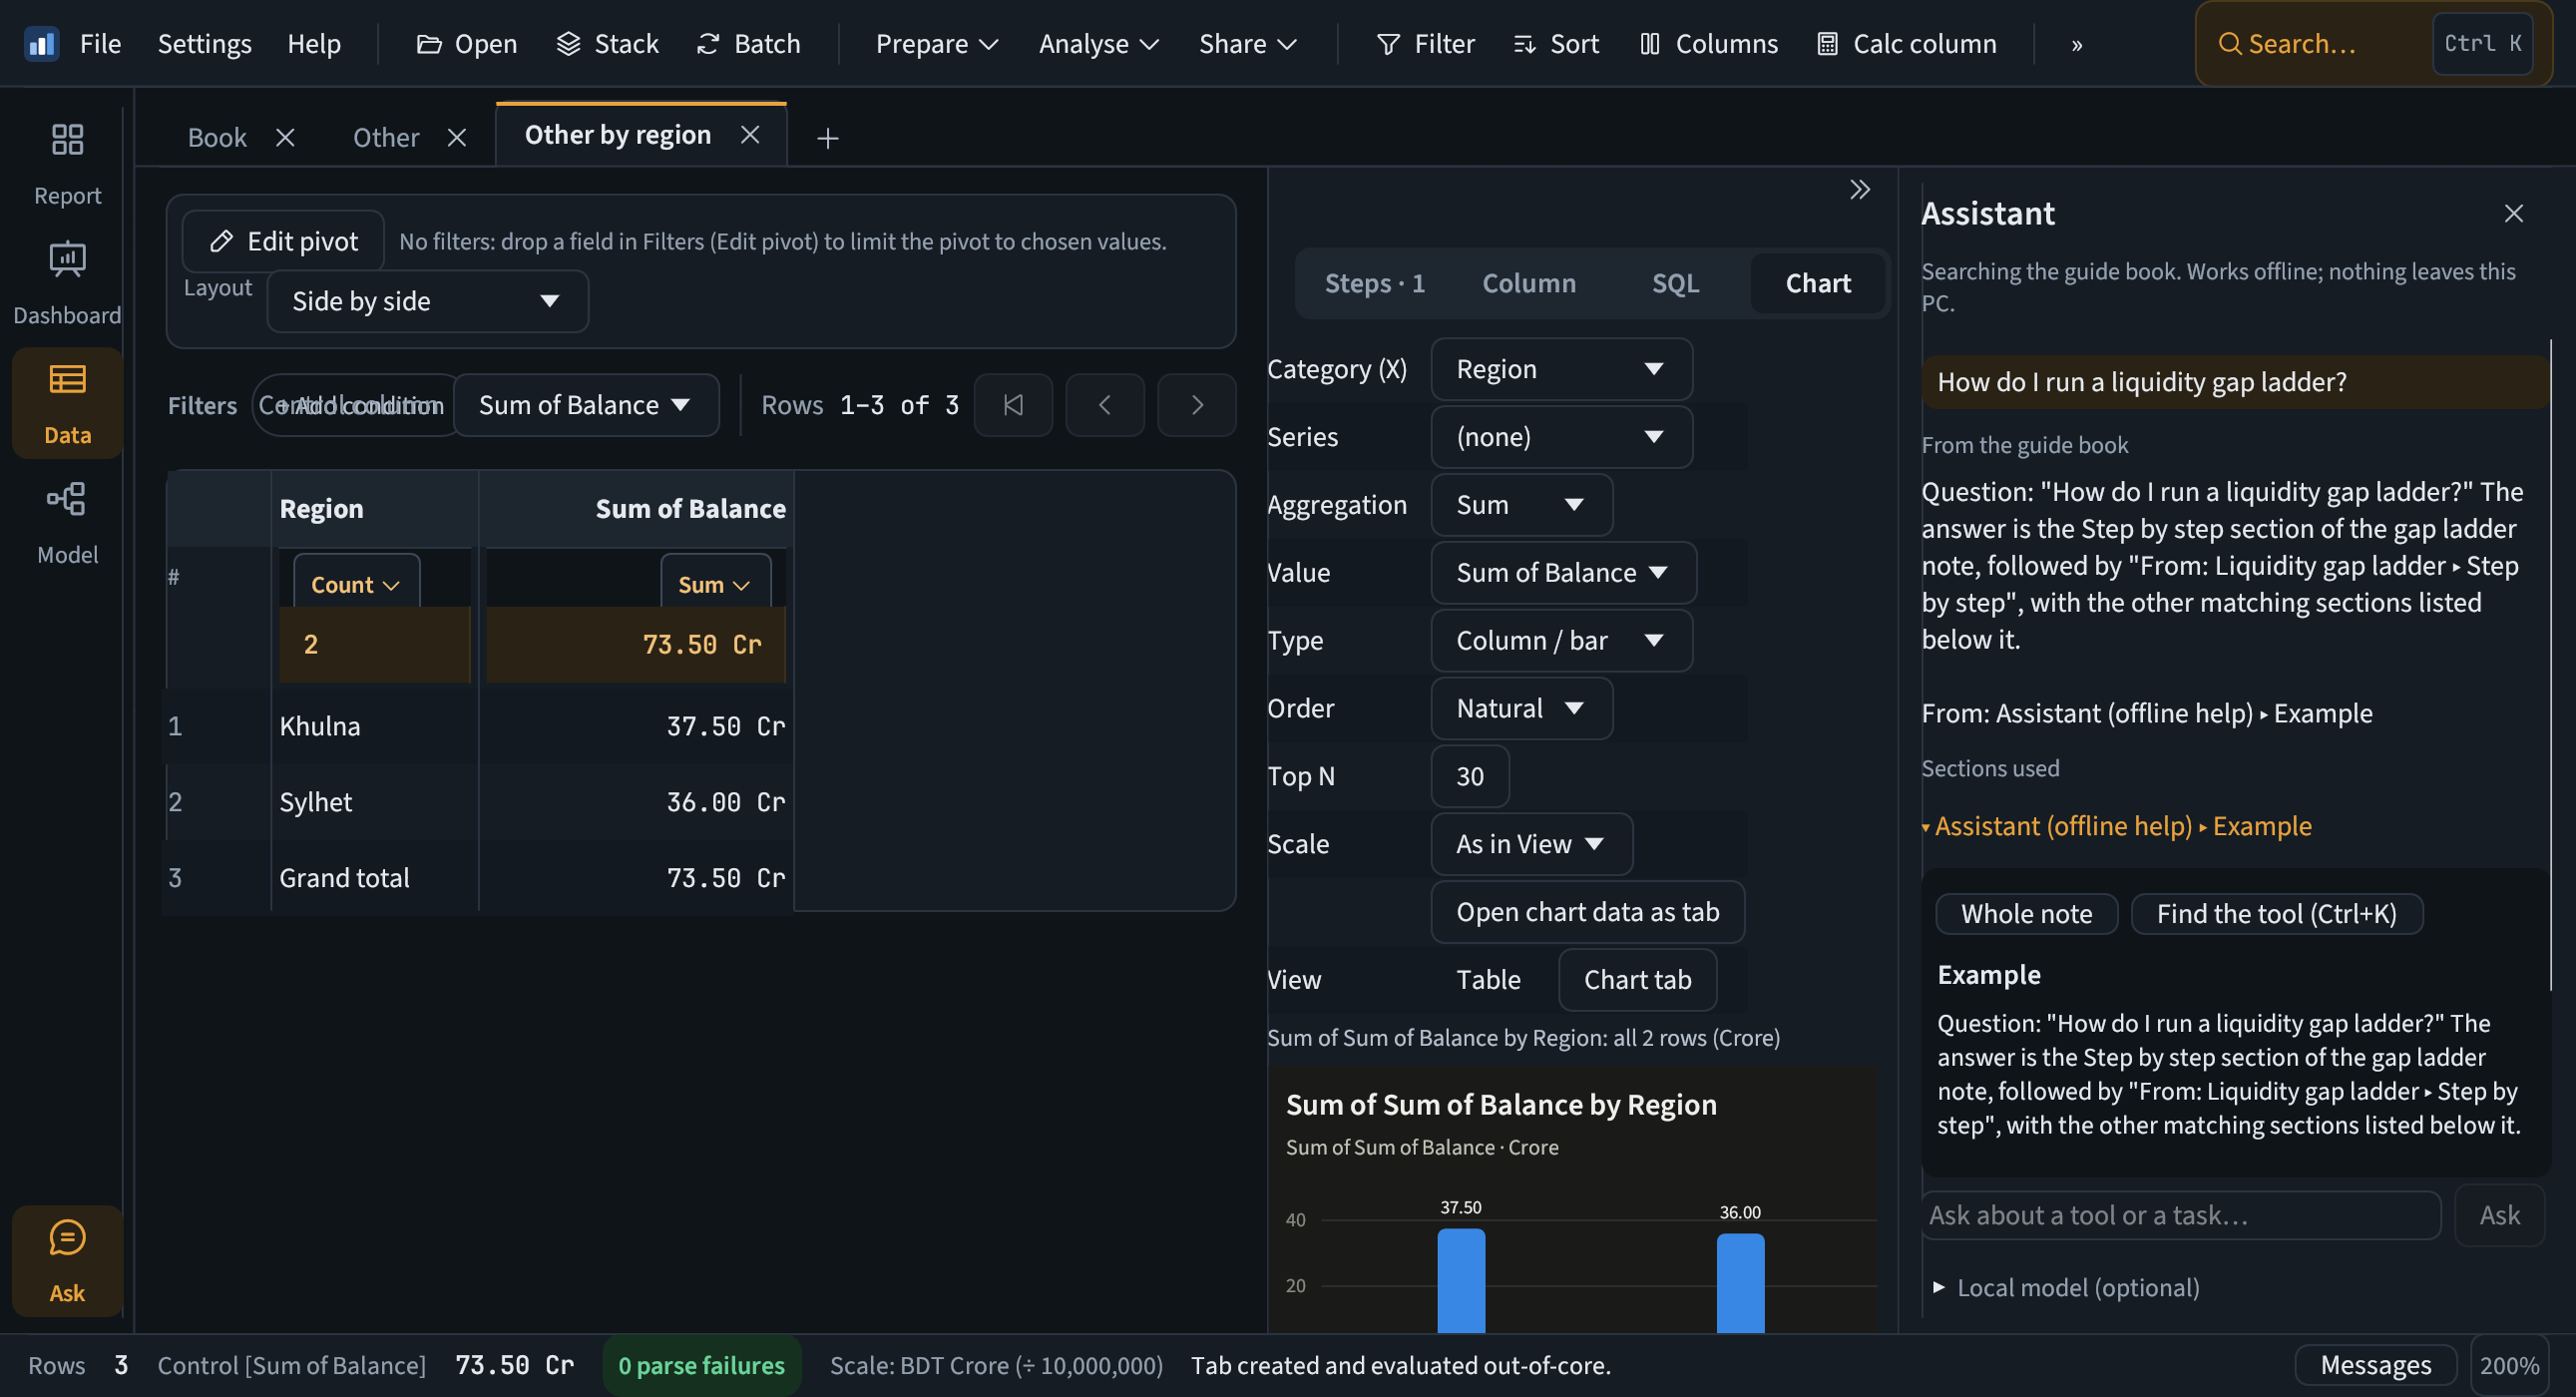 File Settings Help Open Stack Batch Prepare Analyse Share Filter Sort Columns Calc column » Search… Ctrl K
Report
Dashboard
Data
Model
Ask
Book Other Other by region
Edit pivot No filters: drop a field in Filters (Edit pivot) to limit the pivot to chosen values.
Layout Side by side
Filters + Add condition Sum of Balance Rows 1–3 of 3
Region Sum of Balance
# Count Sum
2 73.50 Cr
1 Khulna 37.50 Cr
2 Sylhet 36.00 Cr
3 Grand total 73.50 Cr
Steps · 1 Column SQL Chart
Category (X) Region
Series (none)
Aggregation Sum
Value Sum of Balance
Type Column / bar
Order Natural
Top N 30
Scale As in View
Open chart data as tab
View Table Chart tab
Sum of Sum of Balance by Region: all 2 rows (Crore)
Sum of Sum of Balance by Region
Sum of Sum of Balance · Crore
37.50
36.00
40
20
Assistant
Searching the guide book. Works offline; nothing leaves this
PC.
How do I run a liquidity gap ladder?
From the guide book
Question: "How do I run a liquidity gap ladder?" The
answer is the Step by step section of the gap ladder
note, followed by "From: Liquidity gap ladder ▸ Step
by step", with the other matching sections listed
below it.
From: Assistant (offline help) ▸ Example
Sections used
▾ Assistant (offline help) ▸ Example
Whole note Find the tool (Ctrl+K)
Example
Question: "How do I run a liquidity gap ladder?" The
answer is the Step by step section of the gap ladder
note, followed by "From: Liquidity gap ladder ▸ Step by
step", with the other matching sections listed below it.
Ask about a tool or a task… Ask
Local model (optional)
Rows 3 Control [Sum of Balance] 73.50 Cr 0 parse failures Scale: BDT Crore (÷ 10,000,000) Tab created and evaluated out-of-core. Messages 200%